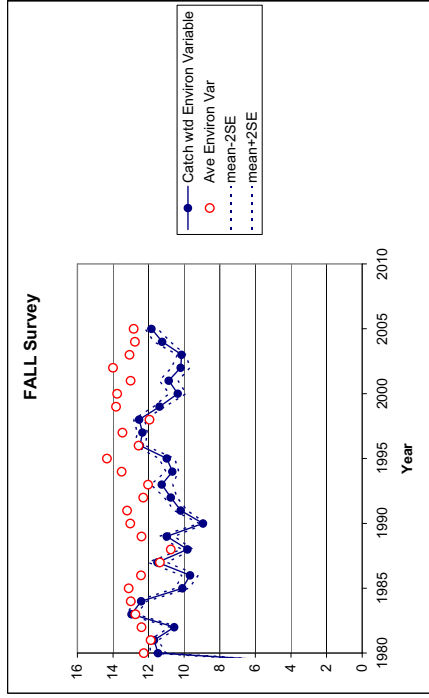 FALL Survey
16
14
12
10
8
6
4
2
0
1980
1985
1990
1995
2000
2005
2010
Year
Catch wtd Environ Variable
Ave Environ Var
mean-2SE
mean+2SE